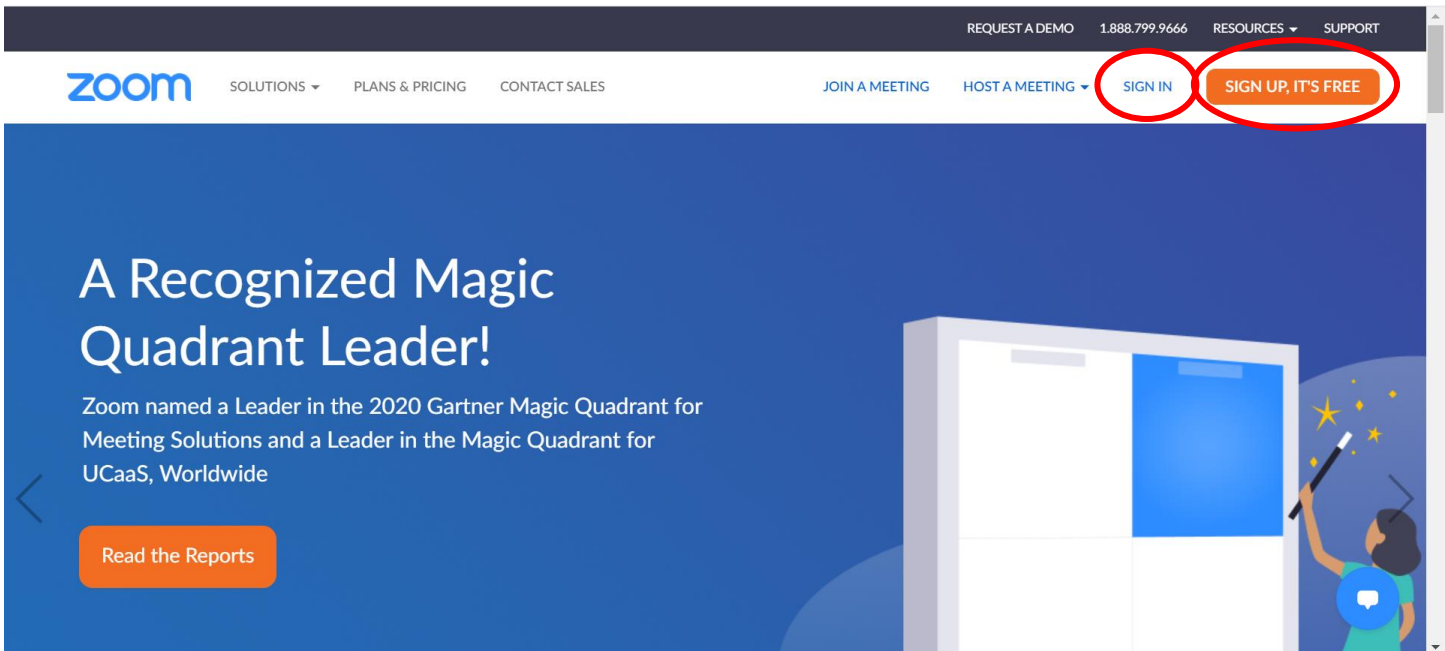 REQUEST A DEMO 1.888.799.9666 RESOURCES SUPPORT
zoom SOLUTIONS PLANS & PRICING CONTACT SALES JOIN A MEETING HOST A MEETING SIGN IN SIGN UP, IT'S FREE
A Recognized Magic
Quadrant Leader!
Zoom named a Leader in the 2020 Gartner Magic Quadrant for
Meeting Solutions and a Leader in the Magic Quadrant for
UCaaS, Worldwide
Read the Reports